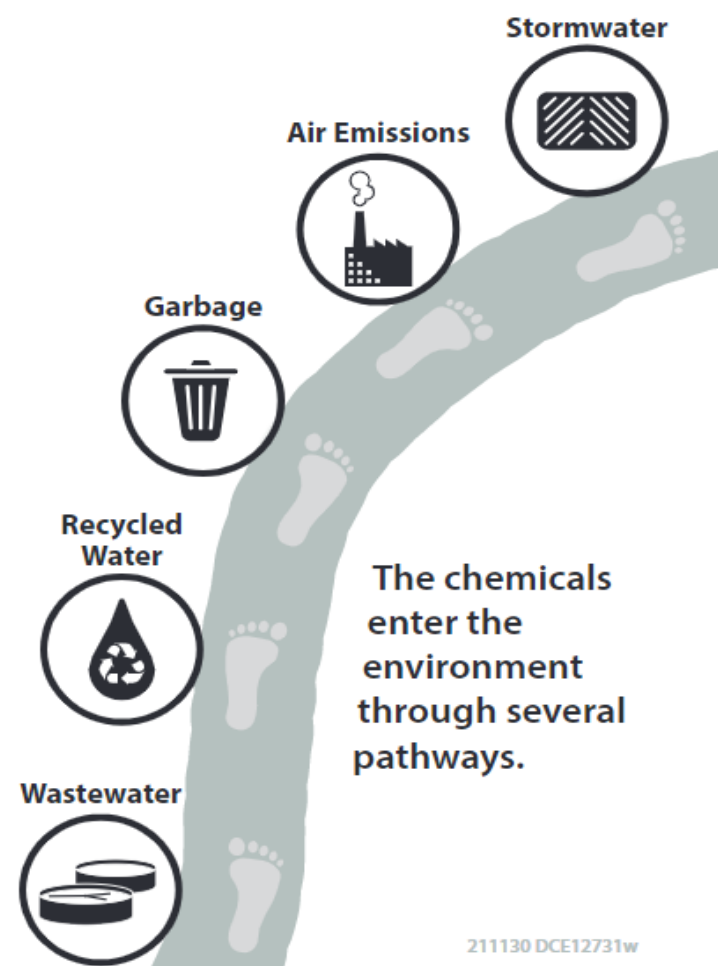 Stormwater
Air Emissions
Garbage
Recycled
Water
The chemicals
enter the
environment
through several
pathways.
Wastewater
211130 DCE12731w